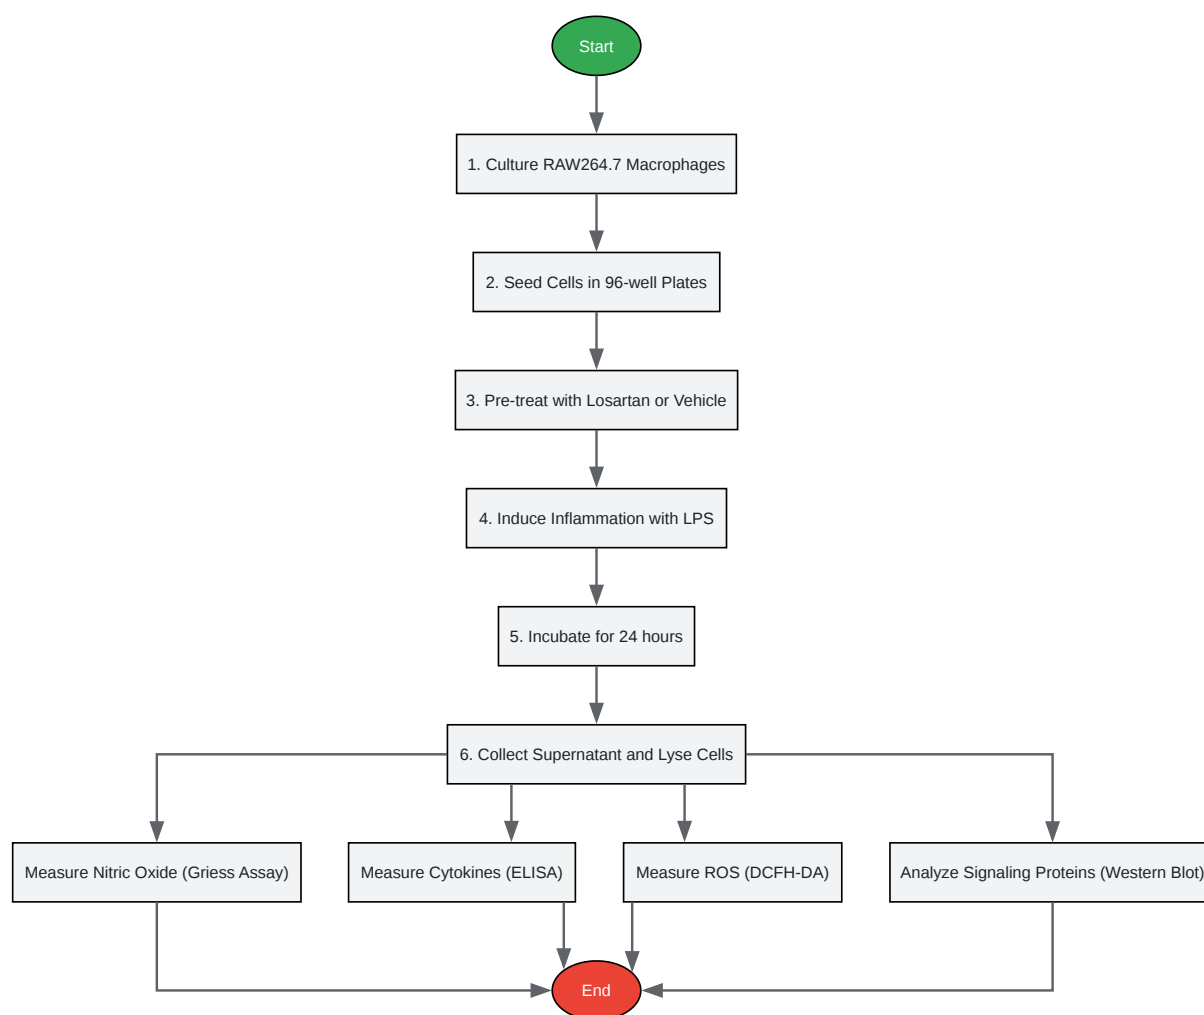 Start
1. Culture RAW264.7 Macrophages
2. Seed Cells in 96-well Plates
3. Pre-treat with Losartan or Vehicle
4. Induce Inflammation with LPS
5. Incubate for 24 hours
6. Collect Supernatant and Lyse Cells
Measure Nitric Oxide (Griess Assay)
Measure Cytokines (ELISA)
Measure ROS (DCFH-DA)
Analyze Signaling Proteins (Western Blot)
End